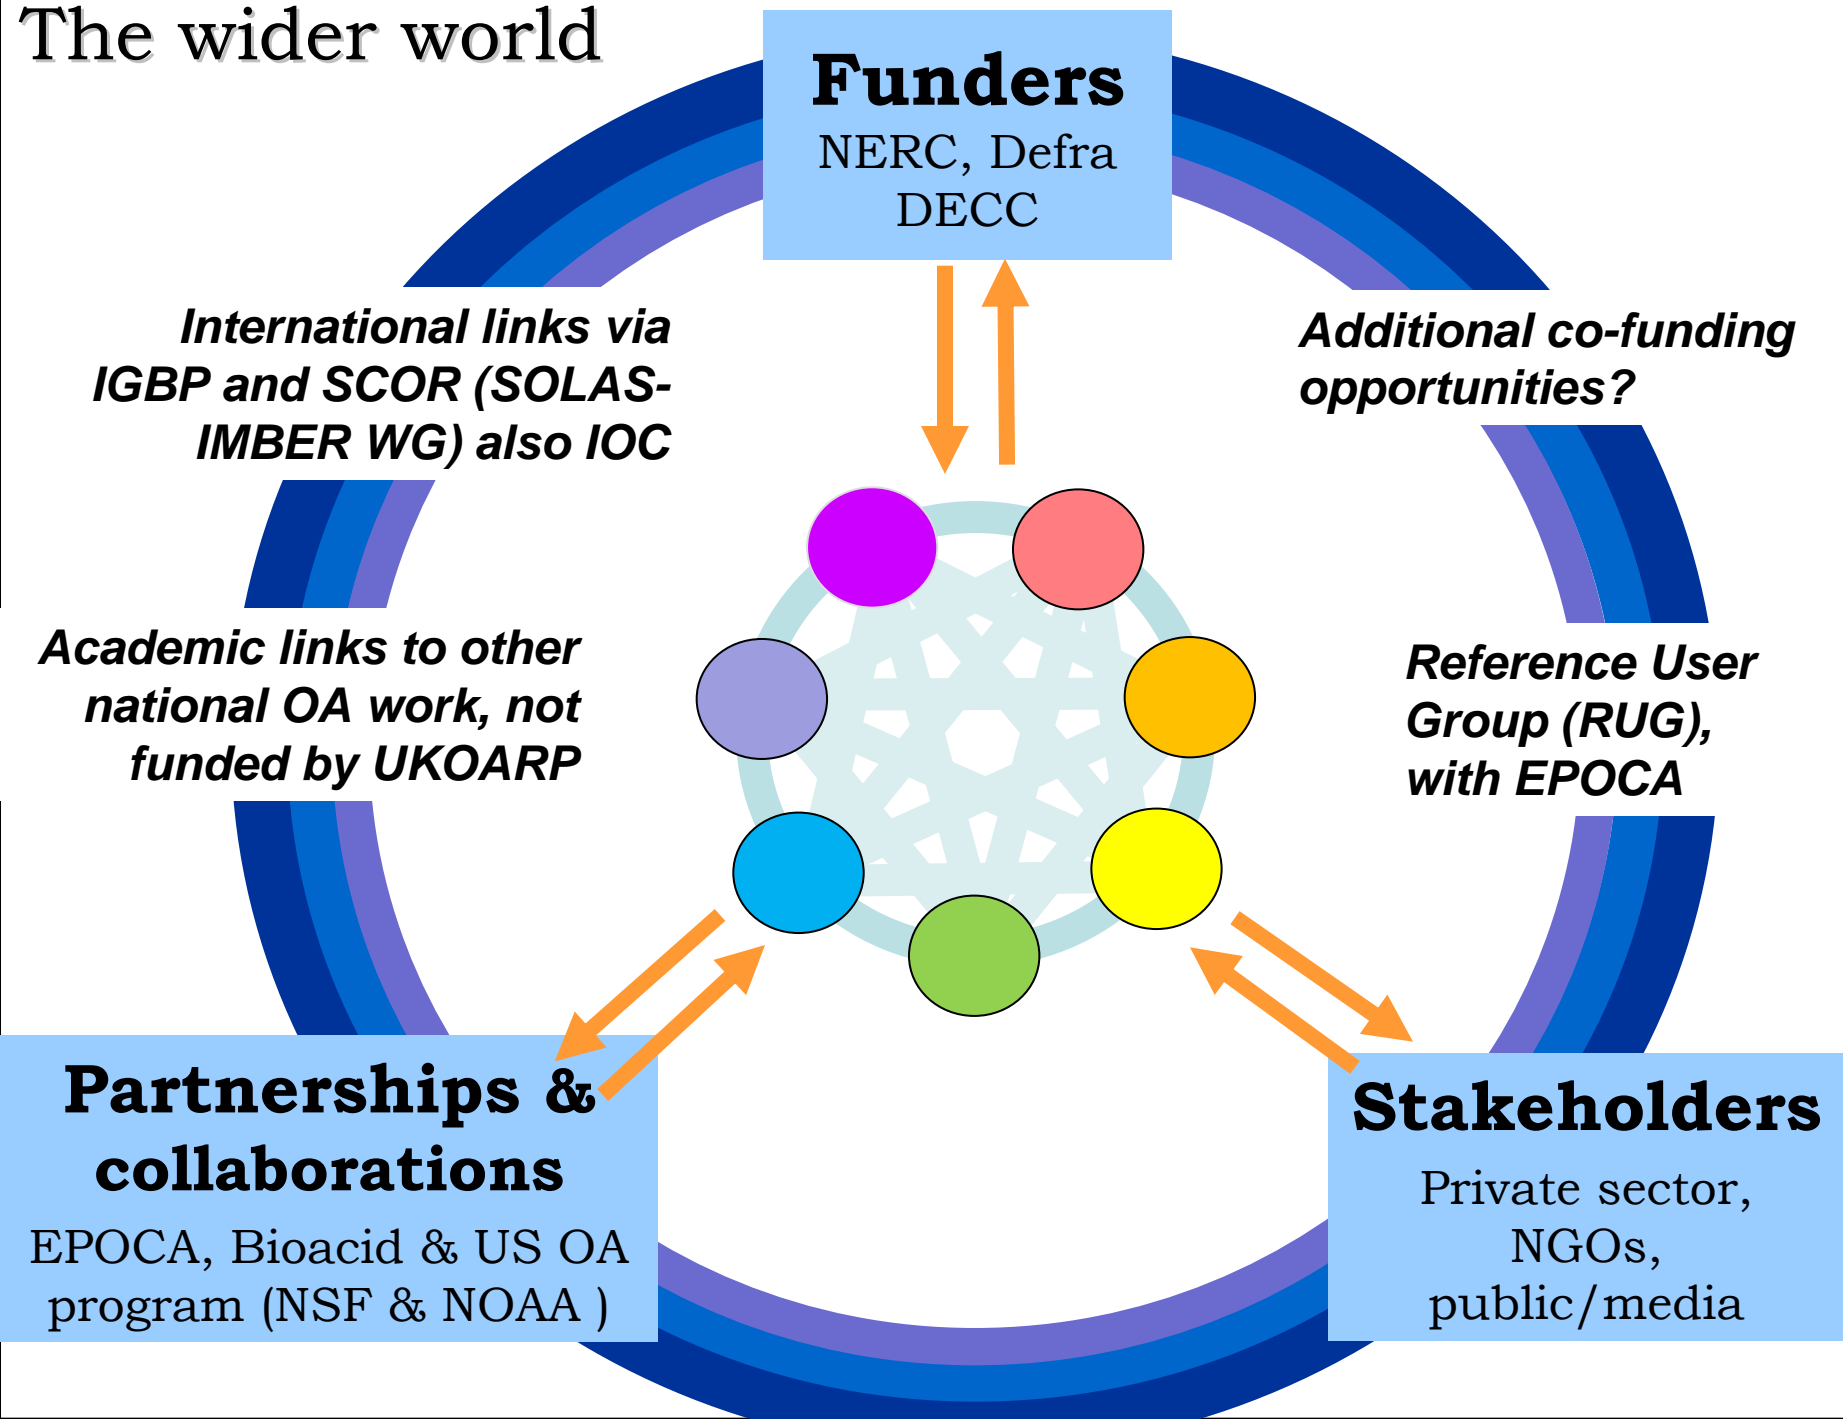 The wider world
Funders
NERC, Defra
DECC
International links via
IGBP and SCOR (SOLAS-
IMBER WG) also IOC
Additional co-funding
opportunities?
Academic links to other
national OA work, not
funded by UKOARP
Reference User
Group (RUG),
with EPOCA
Partnerships &
collaborations
EPOCA, Bioacid & US OA
program (NSF & NOAA )
Stakeholders
Private sector,
NGOs,
public/media